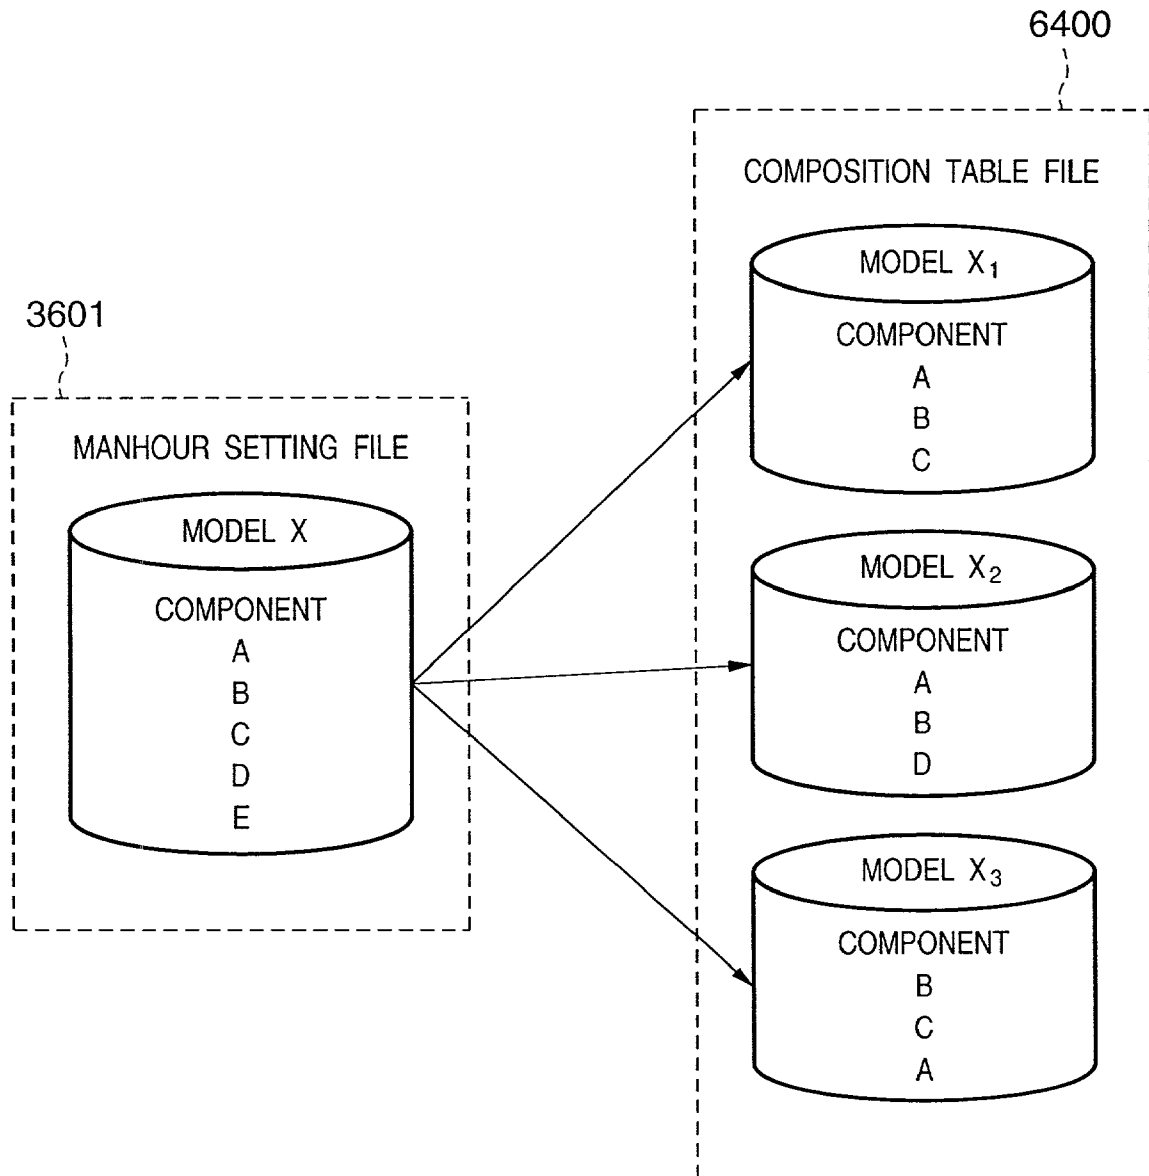 6400
COMPOSITION TABLE FILE
MODEL X₁
COMPONENT
A
B
C
MODEL X₂
COMPONENT
A
B
D
MODEL X₃
COMPONENT
B
C
A
3601
MANHOUR SETTING FILE
MODEL X
COMPONENT
A
B
C
D
E